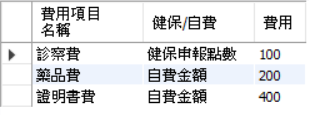 費用項目
名稱 健保/自費 費用
診察費 健保申報點數 100
藥品費 自費金額 200
證明書費 自費金額 400